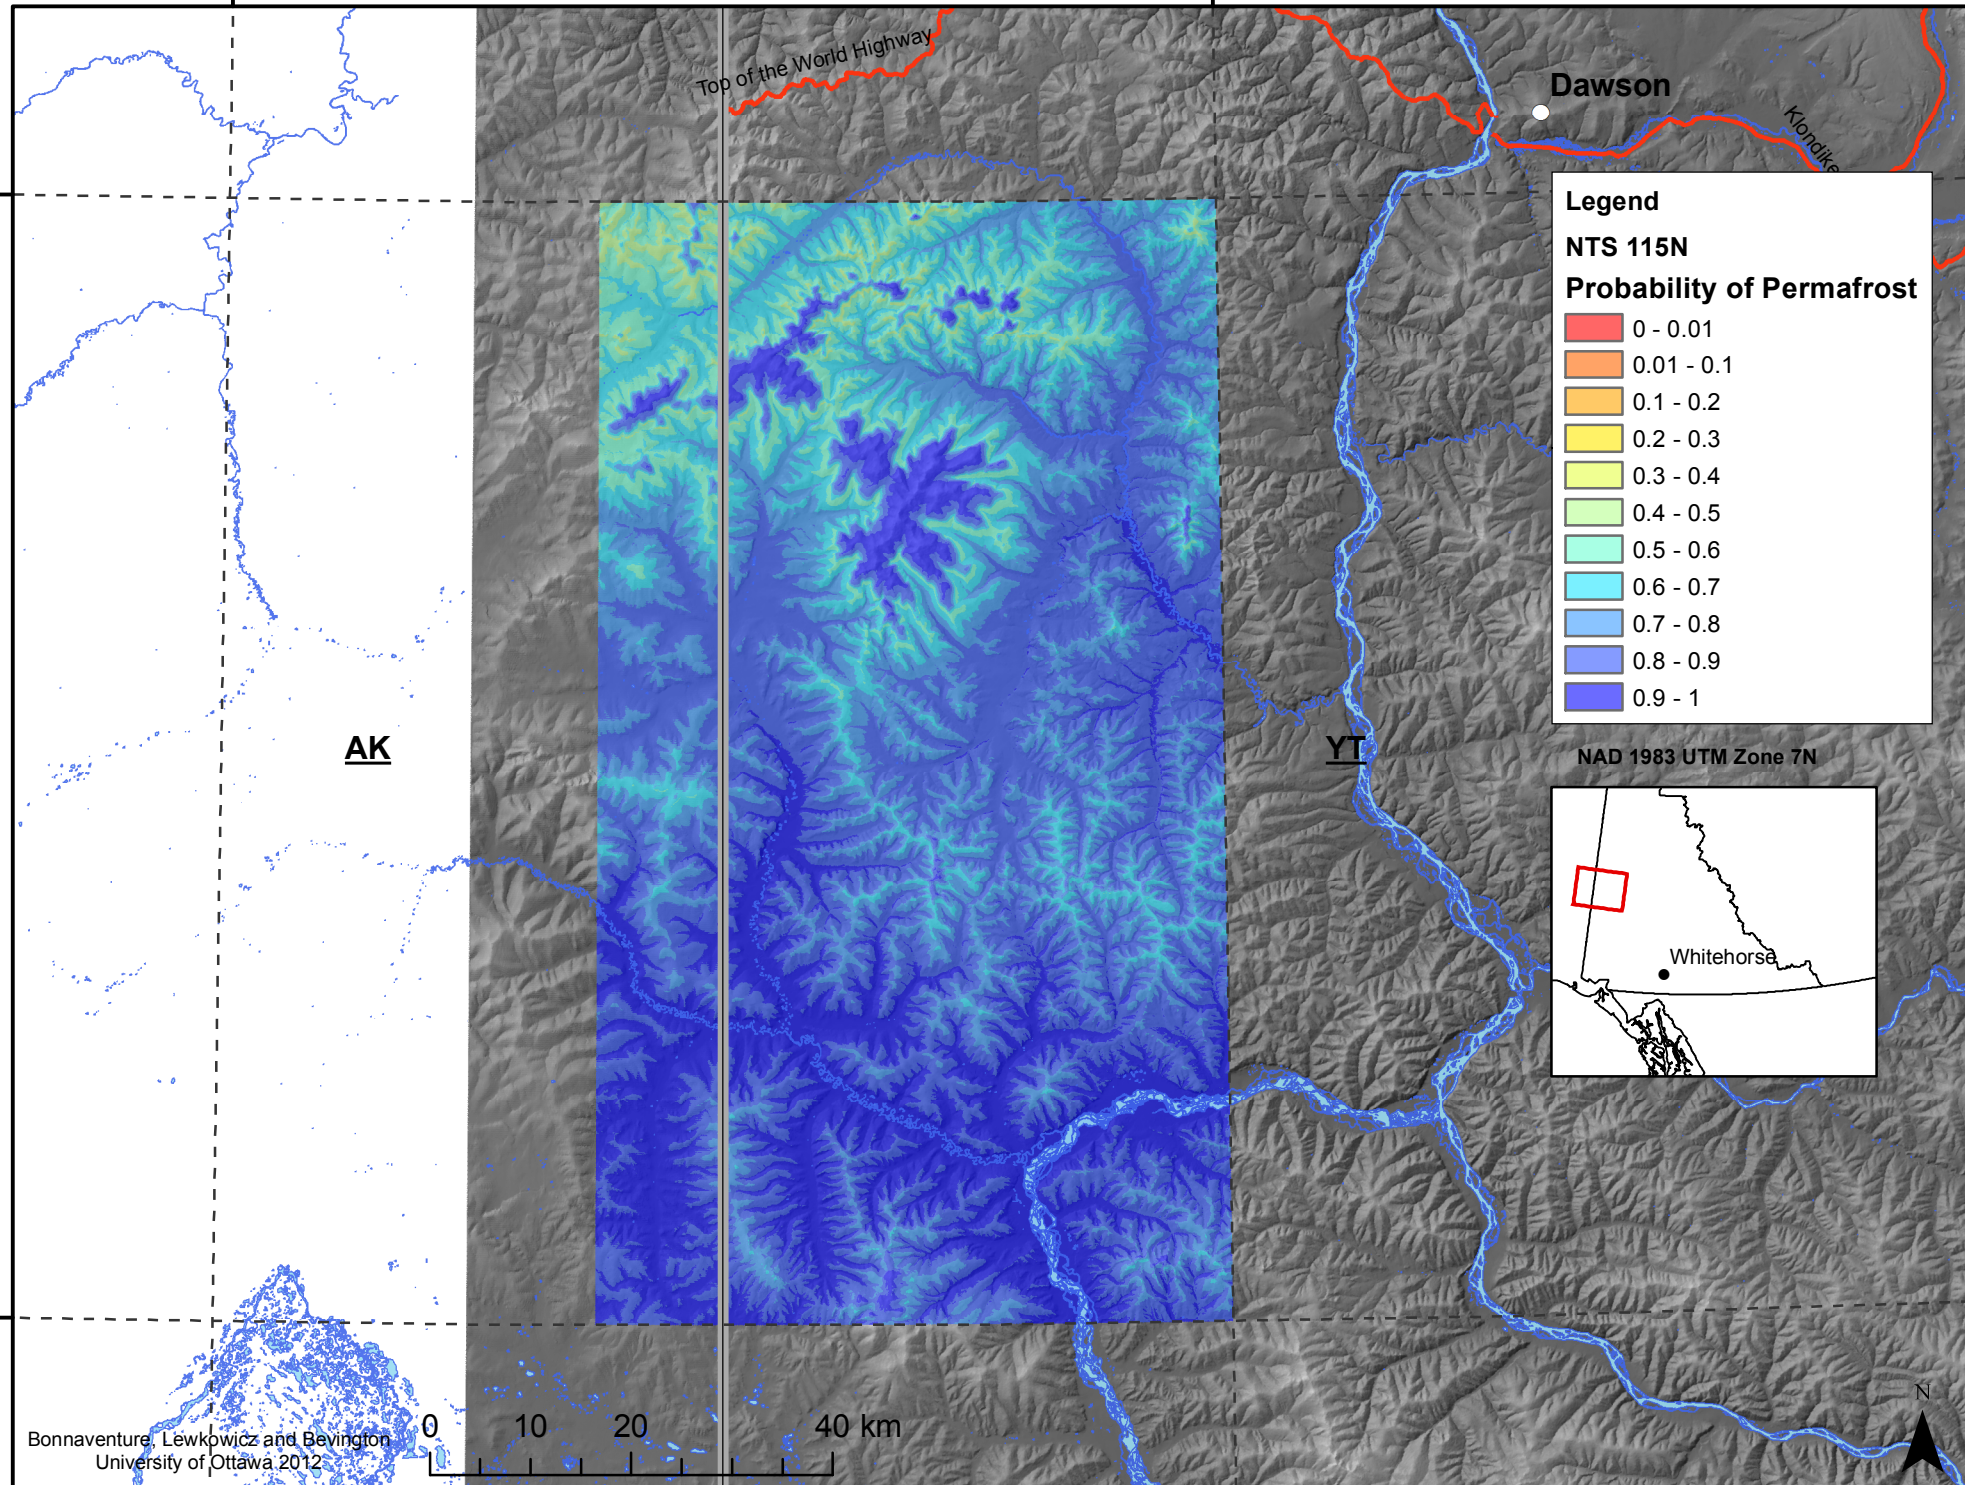 Top of the World Highway
Dawson
Klondike
Legend
NTS 115N
Probability of Permafrost
0 - 0.01
0.01 - 0.1
0.1 - 0.2
0.2 - 0.3
0.3 - 0.4
0.4 - 0.5
0.5 - 0.6
0.6 - 0.7
0.7 - 0.8
0.8 - 0.9
0.9 - 1
AK
YT
NAD 1983 UTM Zone 7N
Whitehorse
N
0 10 20 40 km
Bonnaventure, Lewkowicz and Bevington
University of Ottawa 2012